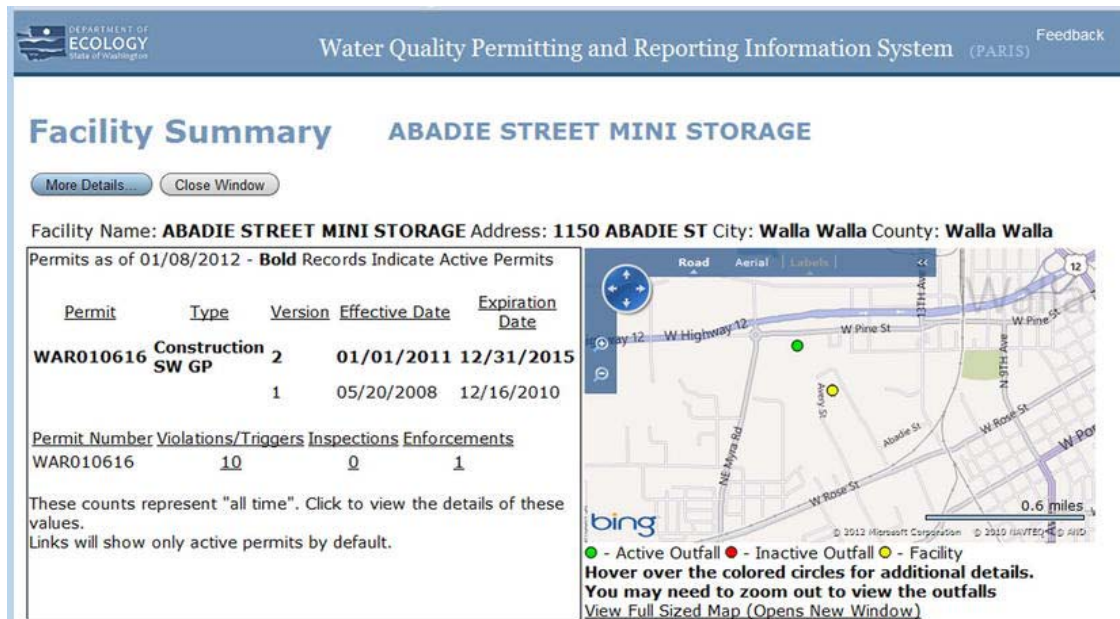 DEPARTMENT OF
ECOLOGY
State of Washington
Water Quality Permitting and Reporting Information System (PARIS)
Feedback
Facility Summary ABADIE STREET MINI STORAGE
More Details... Close Window
Facility Name: ABADIE STREET MINI STORAGE Address: 1150 ABADIE ST City: Walla Walla County: Walla Walla
Permits as of 01/08/2012 - Bold Records Indicate Active Permits
Permit Type Version Effective Date Expiration Date
WAR010616 Construction SW GP 2 01/01/2011 12/31/2015
1 05/20/2008 12/16/2010
Permit Number Violations/Triggers Inspections Enforcements
WAR010616 10 0 1
These counts represent "all time". Click to view the details of these
values.
Links will show only active permits by default.
Road Aerial Labels «
12
Walla
13TH Ave
W Pine St
W Pine St
way 12
W Highway 12
N 9TH Ave
Avery St
Abadie St
W Rose St
NE Myra Rd
W Rose St
W Po
0.6 miles
bing
© 2012 Microsoft Corporation © 2010 NAVTEQ © AND
- Active Outfall - Inactive Outfall - Facility
Hover over the colored circles for additional details.
You may need to zoom out to view the outfalls
View Full Sized Map (Opens New Window)